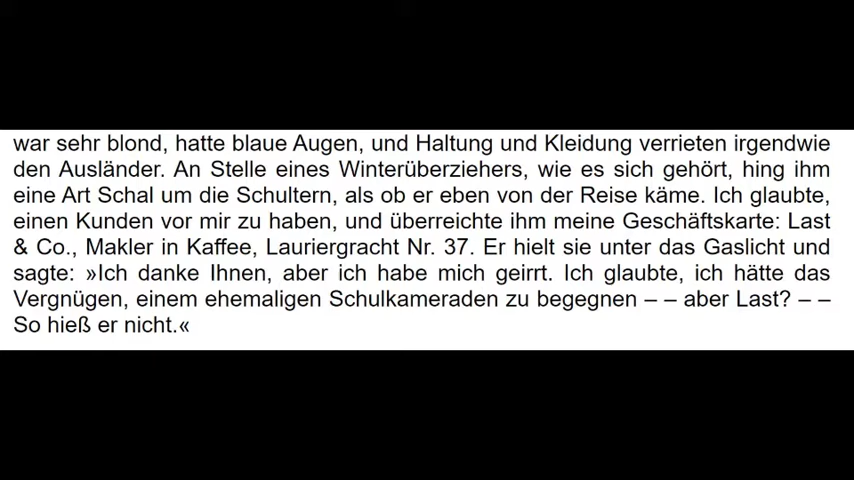 war sehr blond, hatte blaue Augen, und Haltung und Kleidung verrieten irgendwie
den Ausländer. An Stelle eines Winterüberziehers, wie es sich gehört, hing ihm
eine Art Schal um die Schultern, als ob er eben von der Reise käme. Ich glaubte,
einen Kunden vor mir zu haben, und überreichte ihm meine Geschäftskarte: Last
& Co., Makler in Kaffee, Lauriergracht Nr. 37. Er hielt sie unter das Gaslicht und
sagte: »Ich danke Ihnen, aber ich habe mich geirrt. Ich glaubte, ich hätte das
Vergnügen, einem ehemaligen Schulkameraden zu begegnen – – aber Last? – –
So hieß er nicht.«